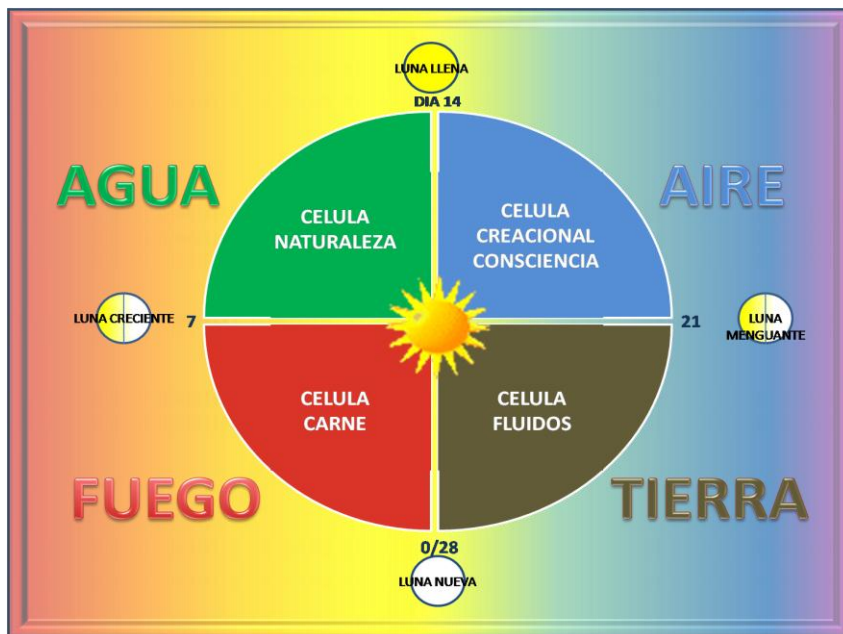 LUNA LLENA
DIA 14
AGUA
AIRE
CELULA
NATURALEZA
CELULA
CREACIONAL
CONSCIENCIA
LUNA CRECIENTE
7
21
LUNA
MENGUANTE
CELULA
CARNE
CELULA
FLUIDOS
FUEGO
TIERRA
0/28
LUNA NUEVA